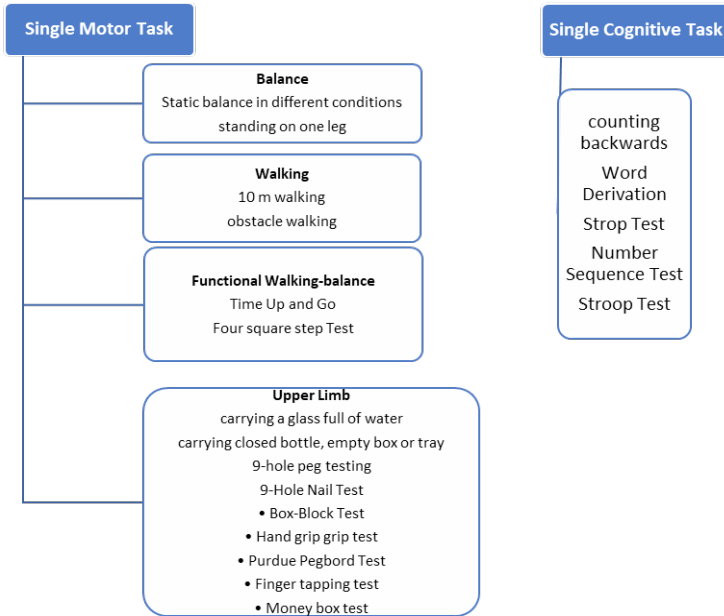 Single Motor Task
Balance
Static balance in different conditions
standing on one leg
Walking
10 m walking
obstacle walking
Functional Walking-balance
Time Up and Go
Four square step Test
Upper Limb
carrying a glass full of water
carrying closed bottle, empty box or tray
9-hole peg testing
9-Hole Nail Test
• Box-Block Test
• Hand grip grip test
• Purdue Pegbord Test
• Finger tapping test
• Money box test
Single Cognitive Task
counting
backwards
Word
Derivation
Strop Test
Number
Sequence Test
Stroop Test